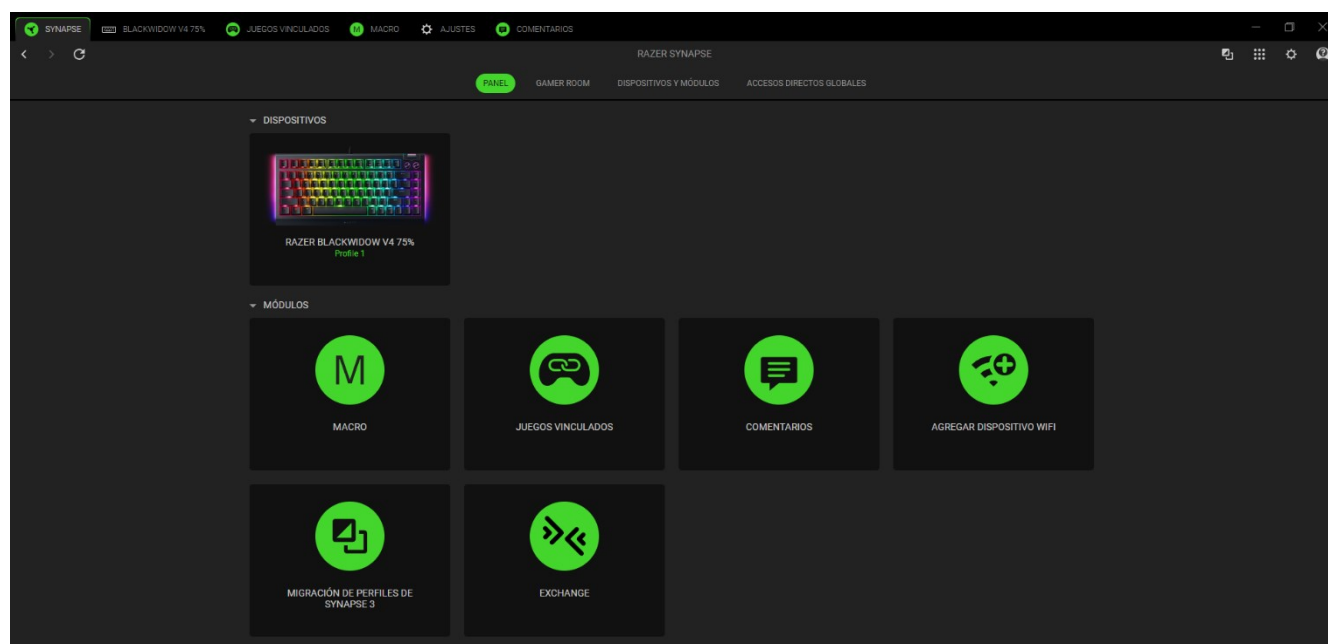 SYNAPSE
BLACKWIDOW V4 75%
JUEGOS VINCULADOS
MACRO
AJUSTES
COMENTARIOS
RAZER SYNAPSE
PANEL
GAMER ROOM
DISPOSITIVOS Y MÓDULOS
ACCESOS DIRECTOS GLOBALES
DISPOSITIVOS
RAZER BLACKWIDOW V4 75%
Profile 1
MÓDULOS
M
MACRO
JUEGOS VINCULADOS
COMENTARIOS
AGREGAR DISPOSITIVO WIFI
MIGRACIÓN DE PERFILES DE
SYNAPSE 3
EXCHANGE